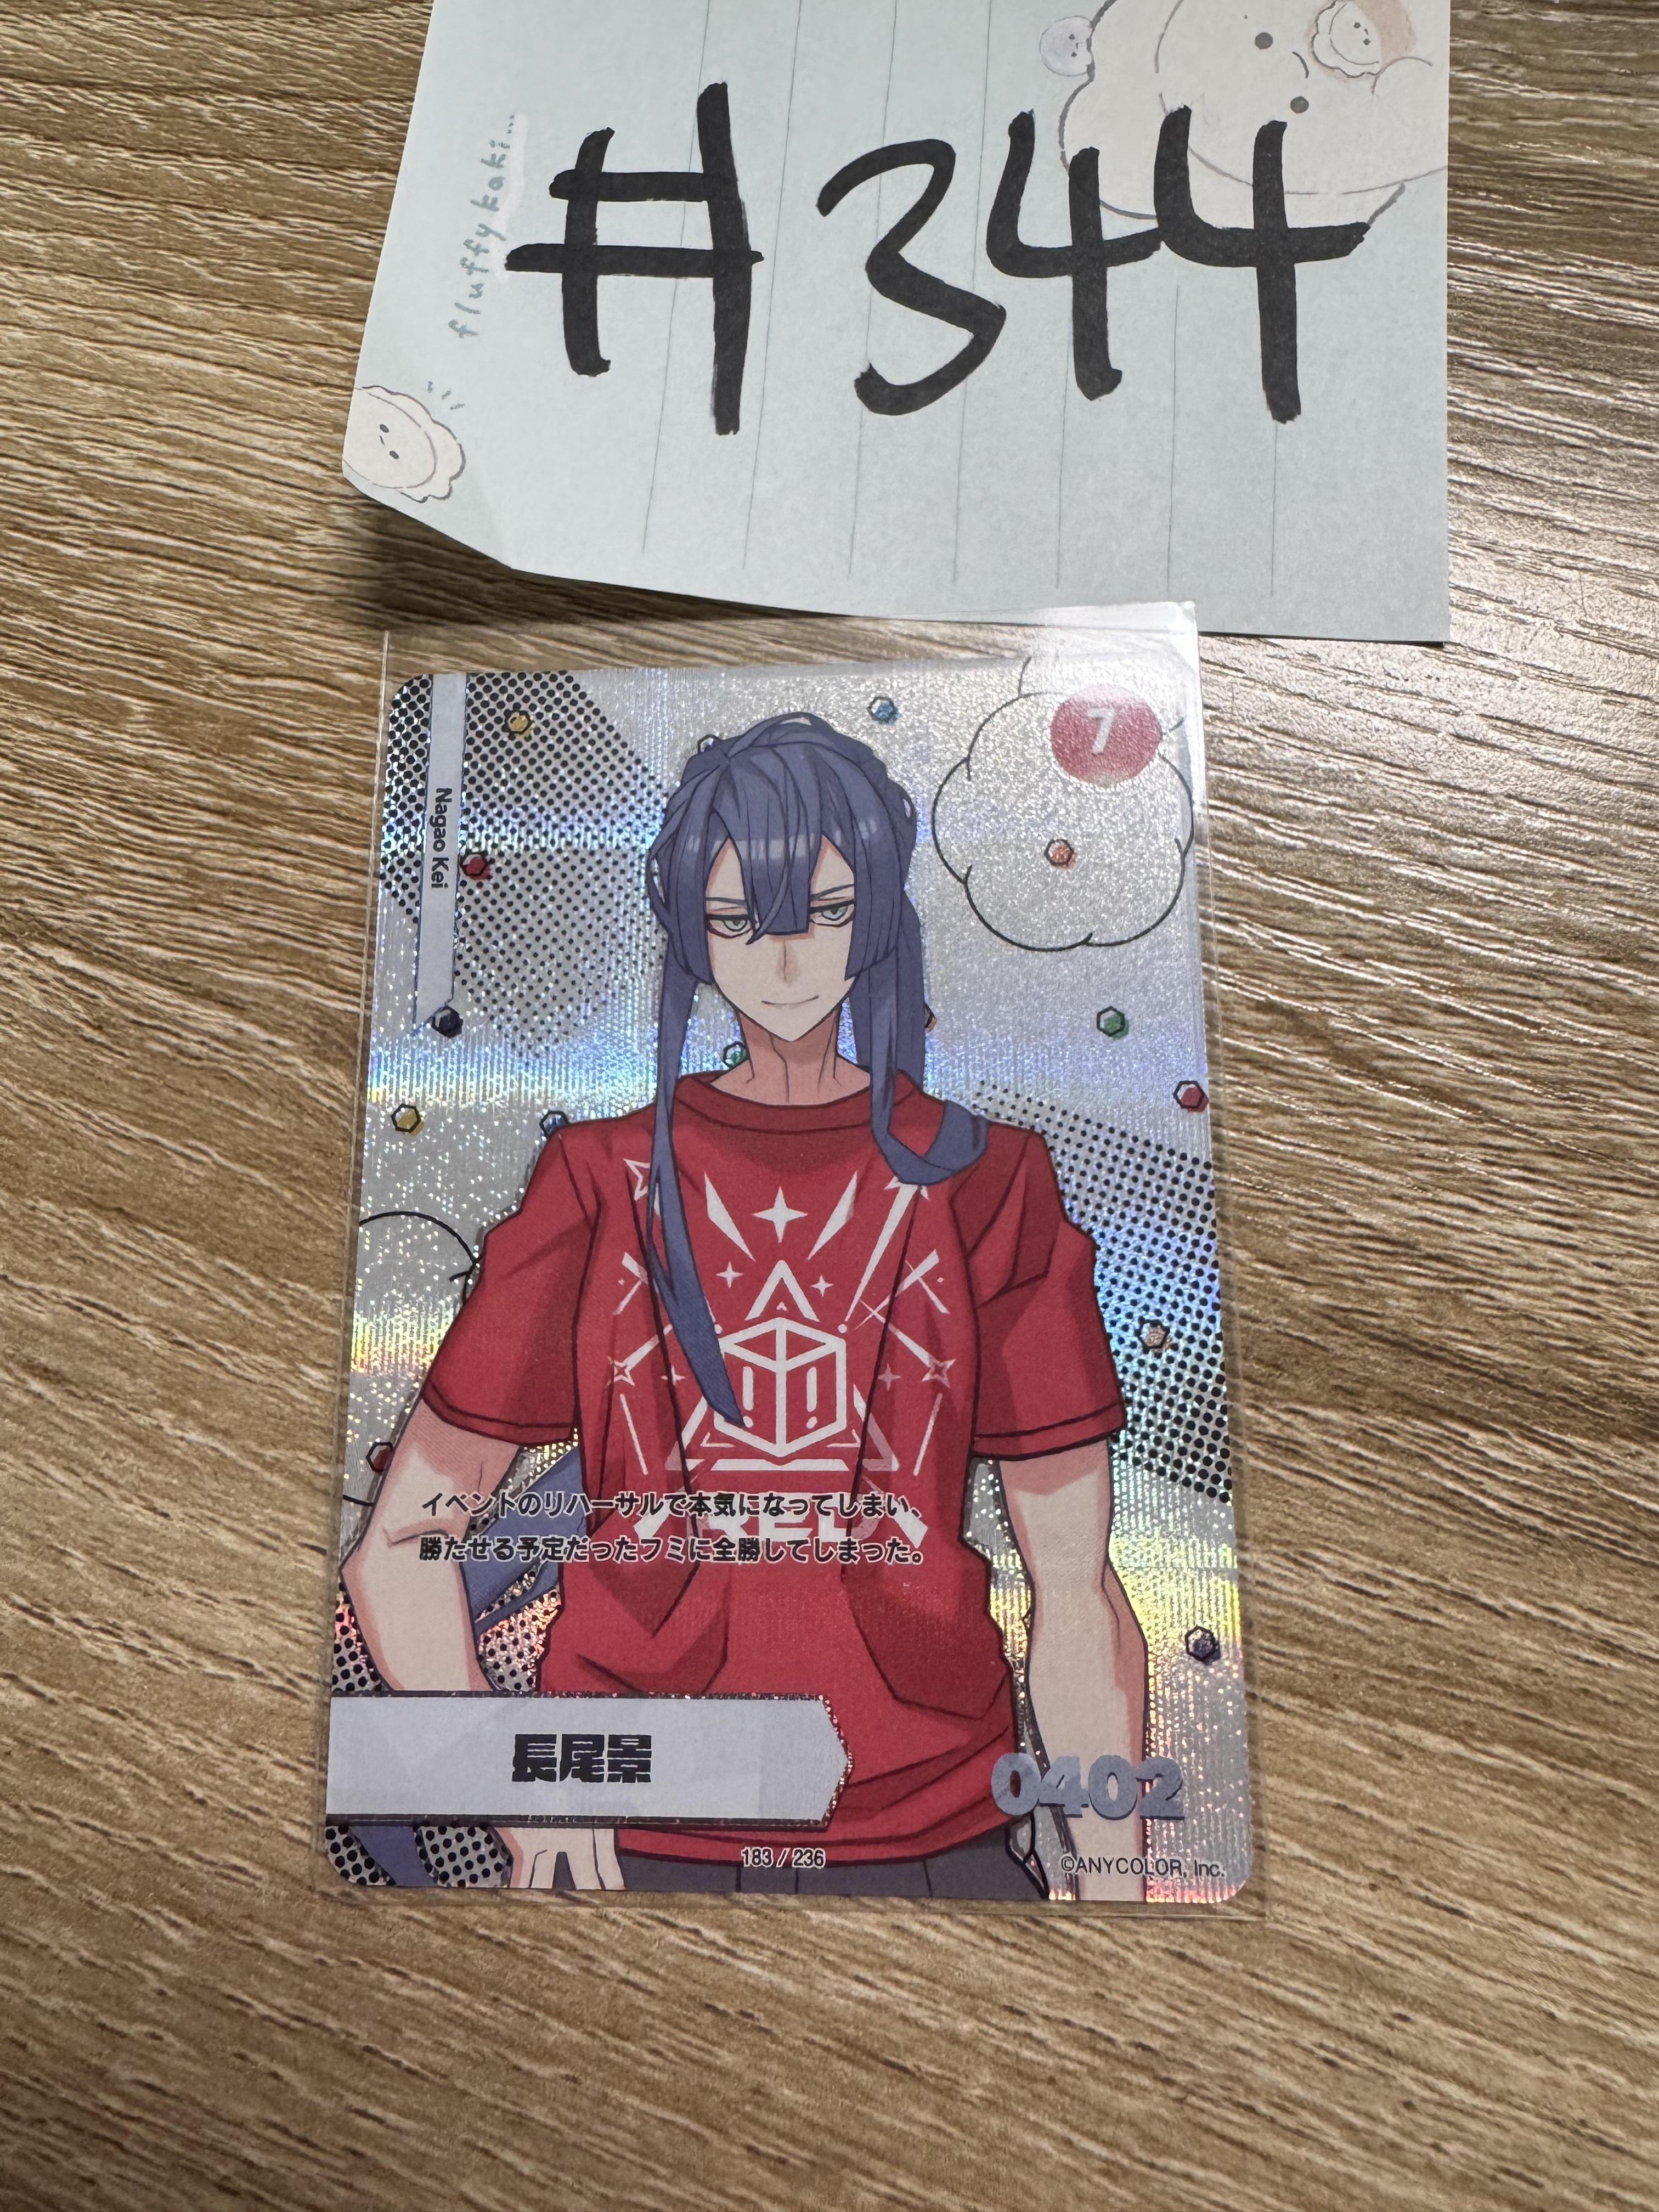 #344
fluffy kaki...
7
Nagao Kei
RED
イベントのリハーサルで本気になってしまい、
勝たせる予定だったフミに全勝してしまった。
長尾景
0402
183 / 236
©ANYCOLOR, Inc.